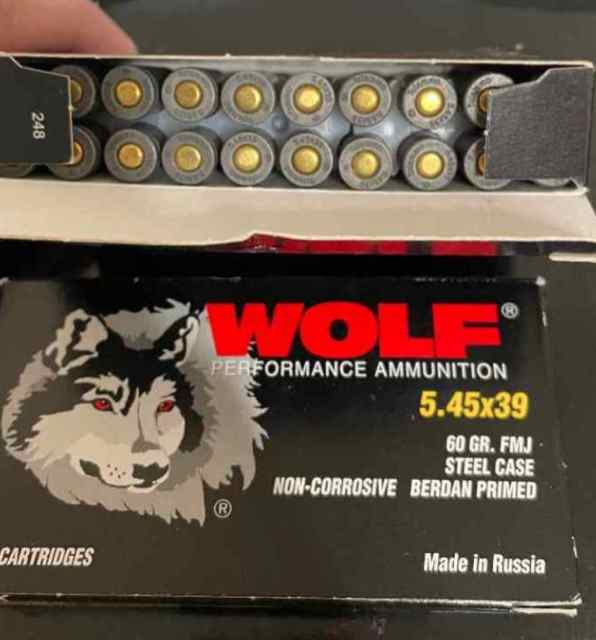 248
WOLF®
PERFORMANCE AMMUNITION
5.45x39
60 GR. FMJ
STEEL CASE
NON-CORROSIVE BERDAN PRIMED
®
CARTRIDGES
Made in Russia